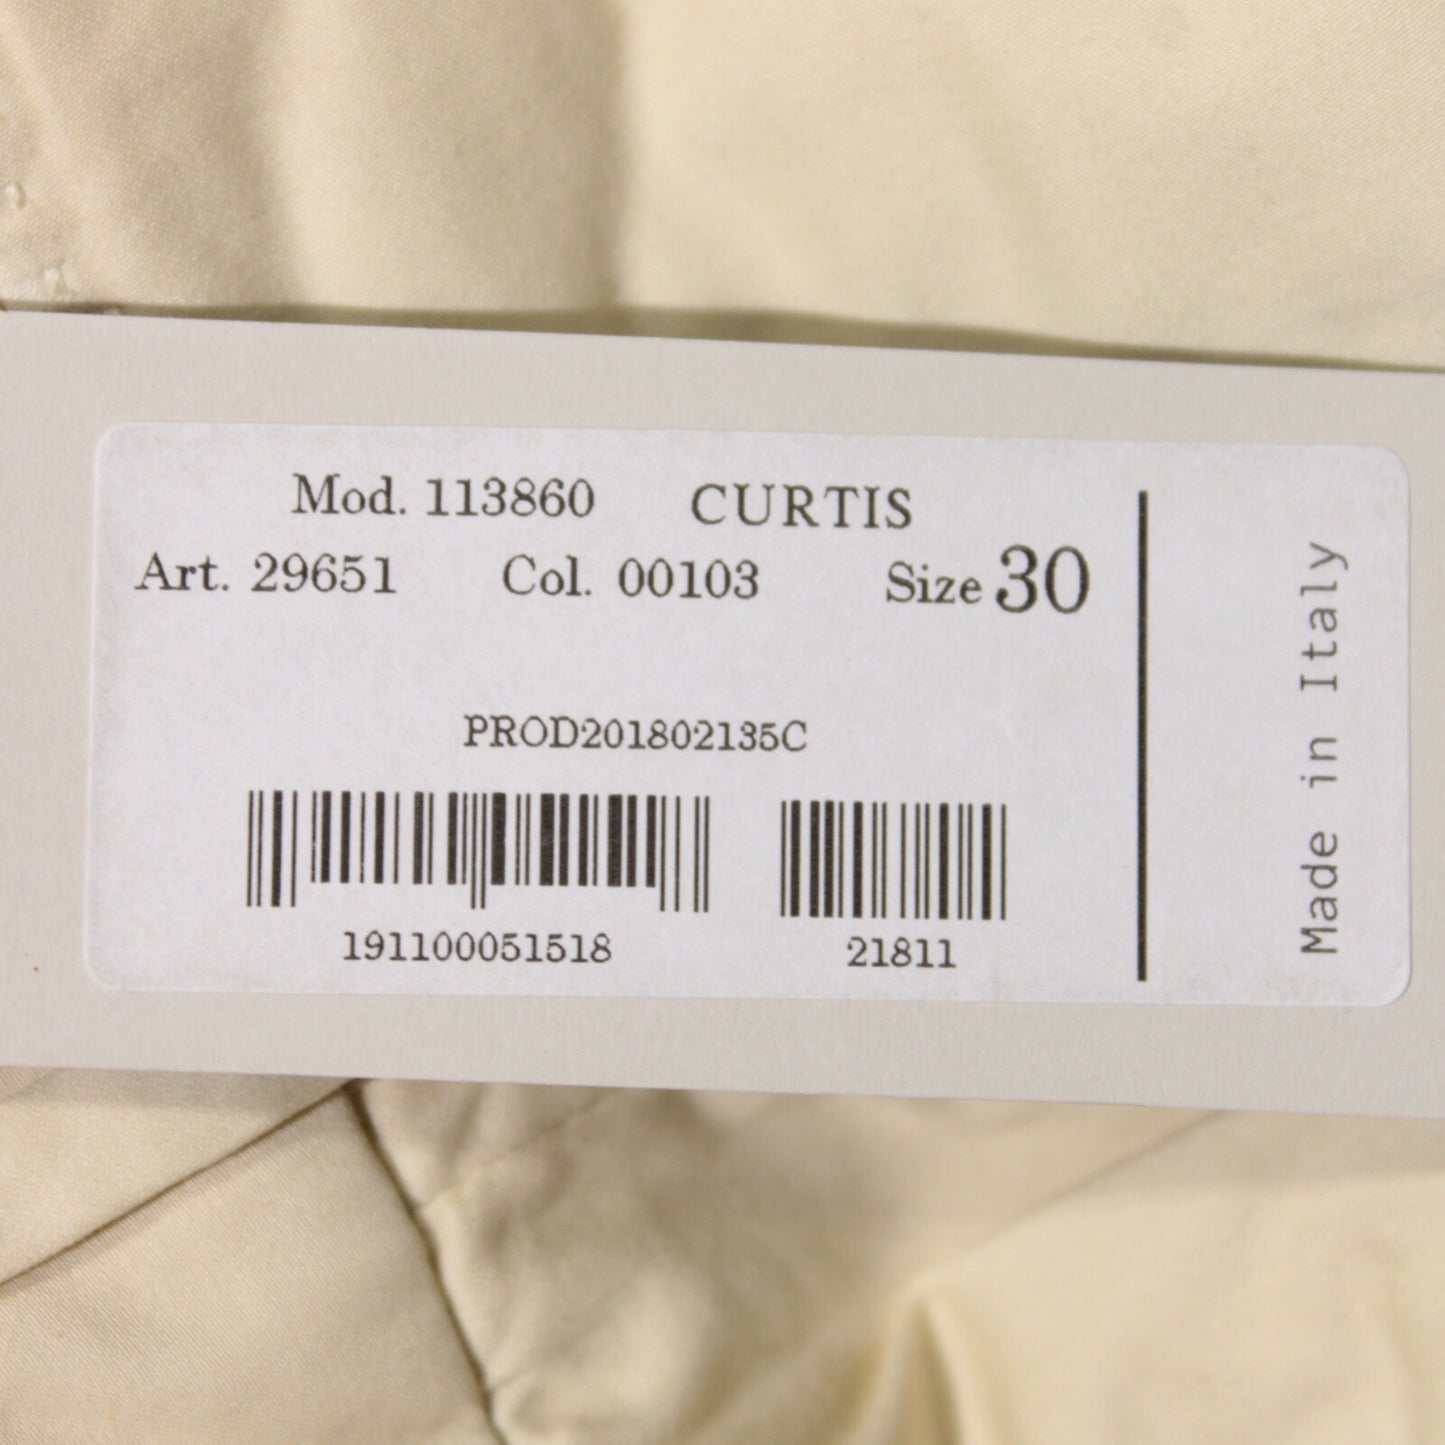 Mod. 113860 CURTIS
Art. 29651 Col. 00103 Size 30
PROD201802135C
191100051518 21811
Made in Italy